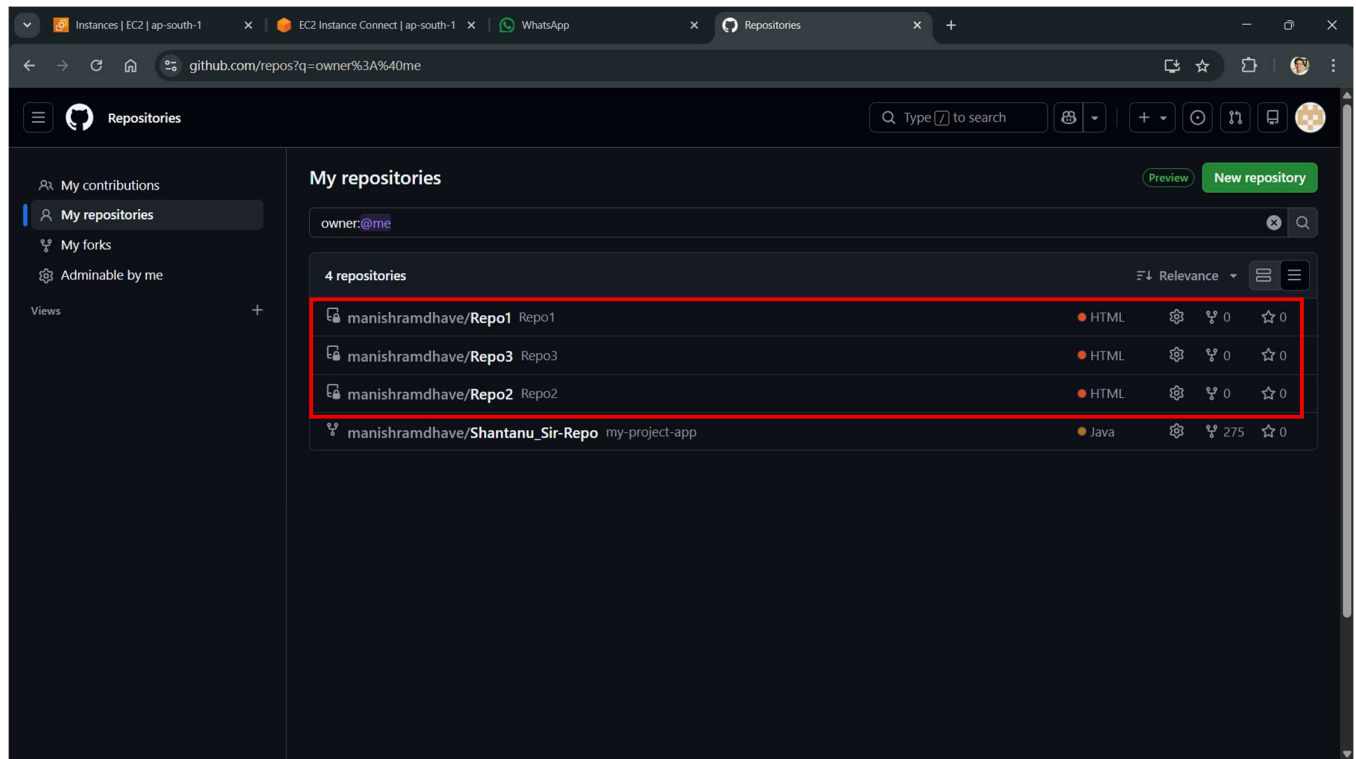 Instances | EC2 | ap-south-1
EC2 Instance Connect | ap-south-1
WhatsApp
Repositories
github.com/repos?q=owner%3A%40me
Repositories
Type / to search
My contributions
My repositories
My forks
Adminable by me
Views
My repositories
Preview
New repository
owner:@me
4 repositories
Relevance
manishramdhave/Repo1 Repo1 HTML 0 0
manishramdhave/Repo3 Repo3 HTML 0 0
manishramdhave/Repo2 Repo2 HTML 0 0
manishramdhave/Shantanu_Sir-Repo my-project-app Java 275 0